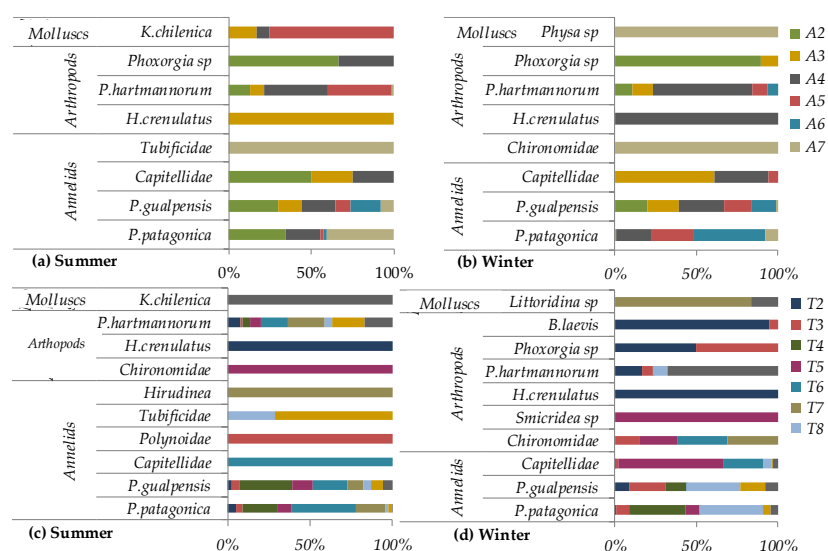 Molluscs
K.chilenica
Arthropods
Phoxorgia sp
P.hartmannorum
H.crenulatus
Annelids
Tubificidae
Capitellidae
P.gualpensis
P.patagonica
(a) Summer
0% 50% 100%
Molluscs
Physa sp
Arthropods
Phoxorgia sp
P.hartmannorum
H.crenulatus
Chironomidae
Annelids
Capitellidae
P.gualpensis
P.patagonica
(b) Winter
0% 50% 100%
A2
A3
A4
A5
A6
A7
Molluscs
K.chilenica
Arthopods
P.hartmannorum
H.crenulatus
Chironomidae
Annelids
Hirudinea
Tubificidae
Polynoidae
Capitellidae
P.gualpensis
P.patagonica
(c) Summer
0% 50% 100%
Molluscs
Littoridina sp
Arthropods
B.laevis
Phoxorgia sp
P.hartmannorum
H.crenulatus
Smicridea sp
Chironomidae
Annelids
Capitellidae
P.gualpensis
P.patagonica
(d) Winter
0% 50% 100%
T2
T3
T4
T5
T6
T7
T8